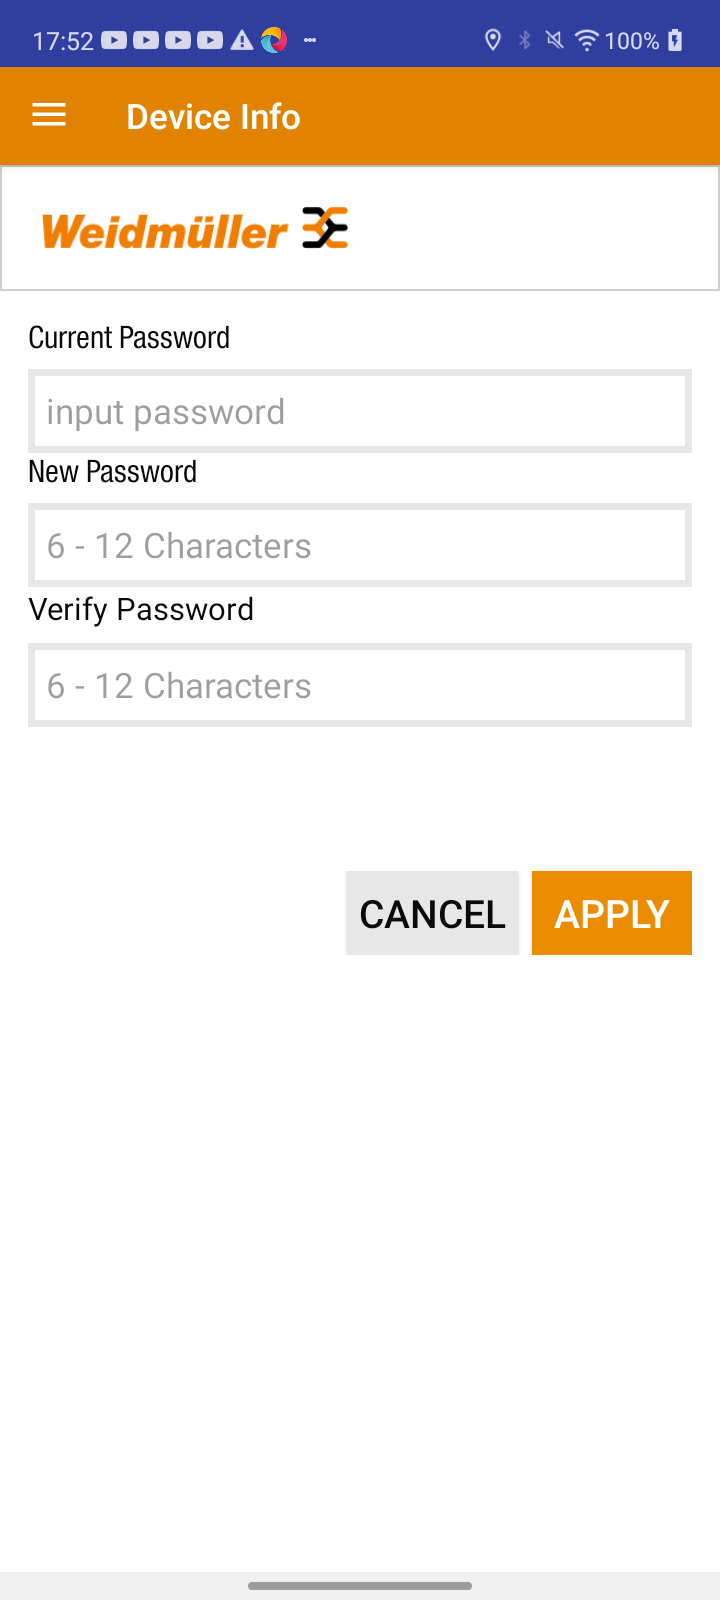 17:52
100%
Device Info
Weidmüller
Current Password
input password
New Password
6 - 12 Characters
Verify Password
6 - 12 Characters
CANCEL APPLY